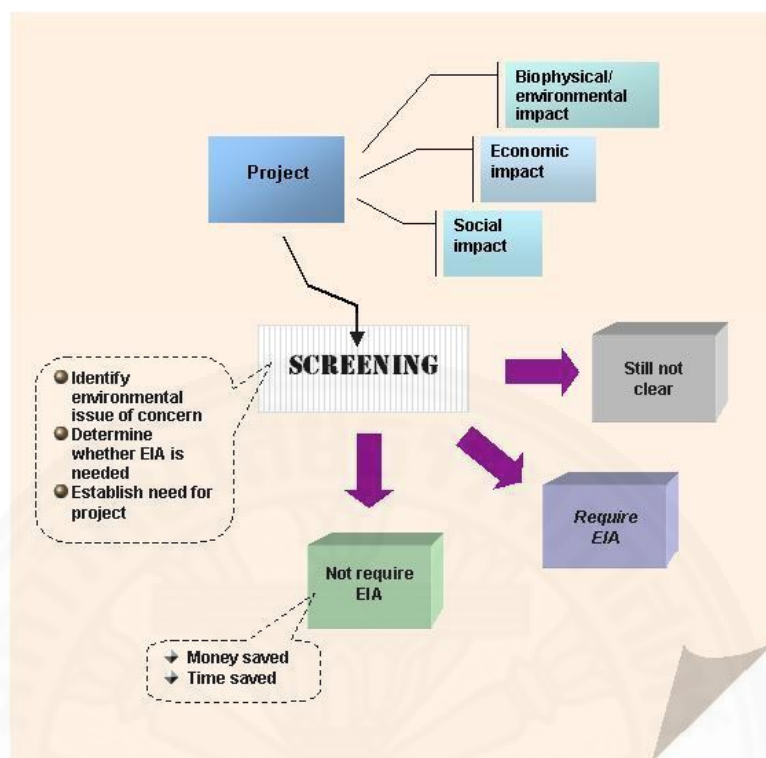 Biophysical/
environmental
impact
Project
Economic
impact
Social
impact
SCREENING
Still not
clear
Identify
environmental
issue of concern
Determine
whether EIA is
needed
Establish need for
project
Require
EIA
Not require
EIA
Money saved
Time saved